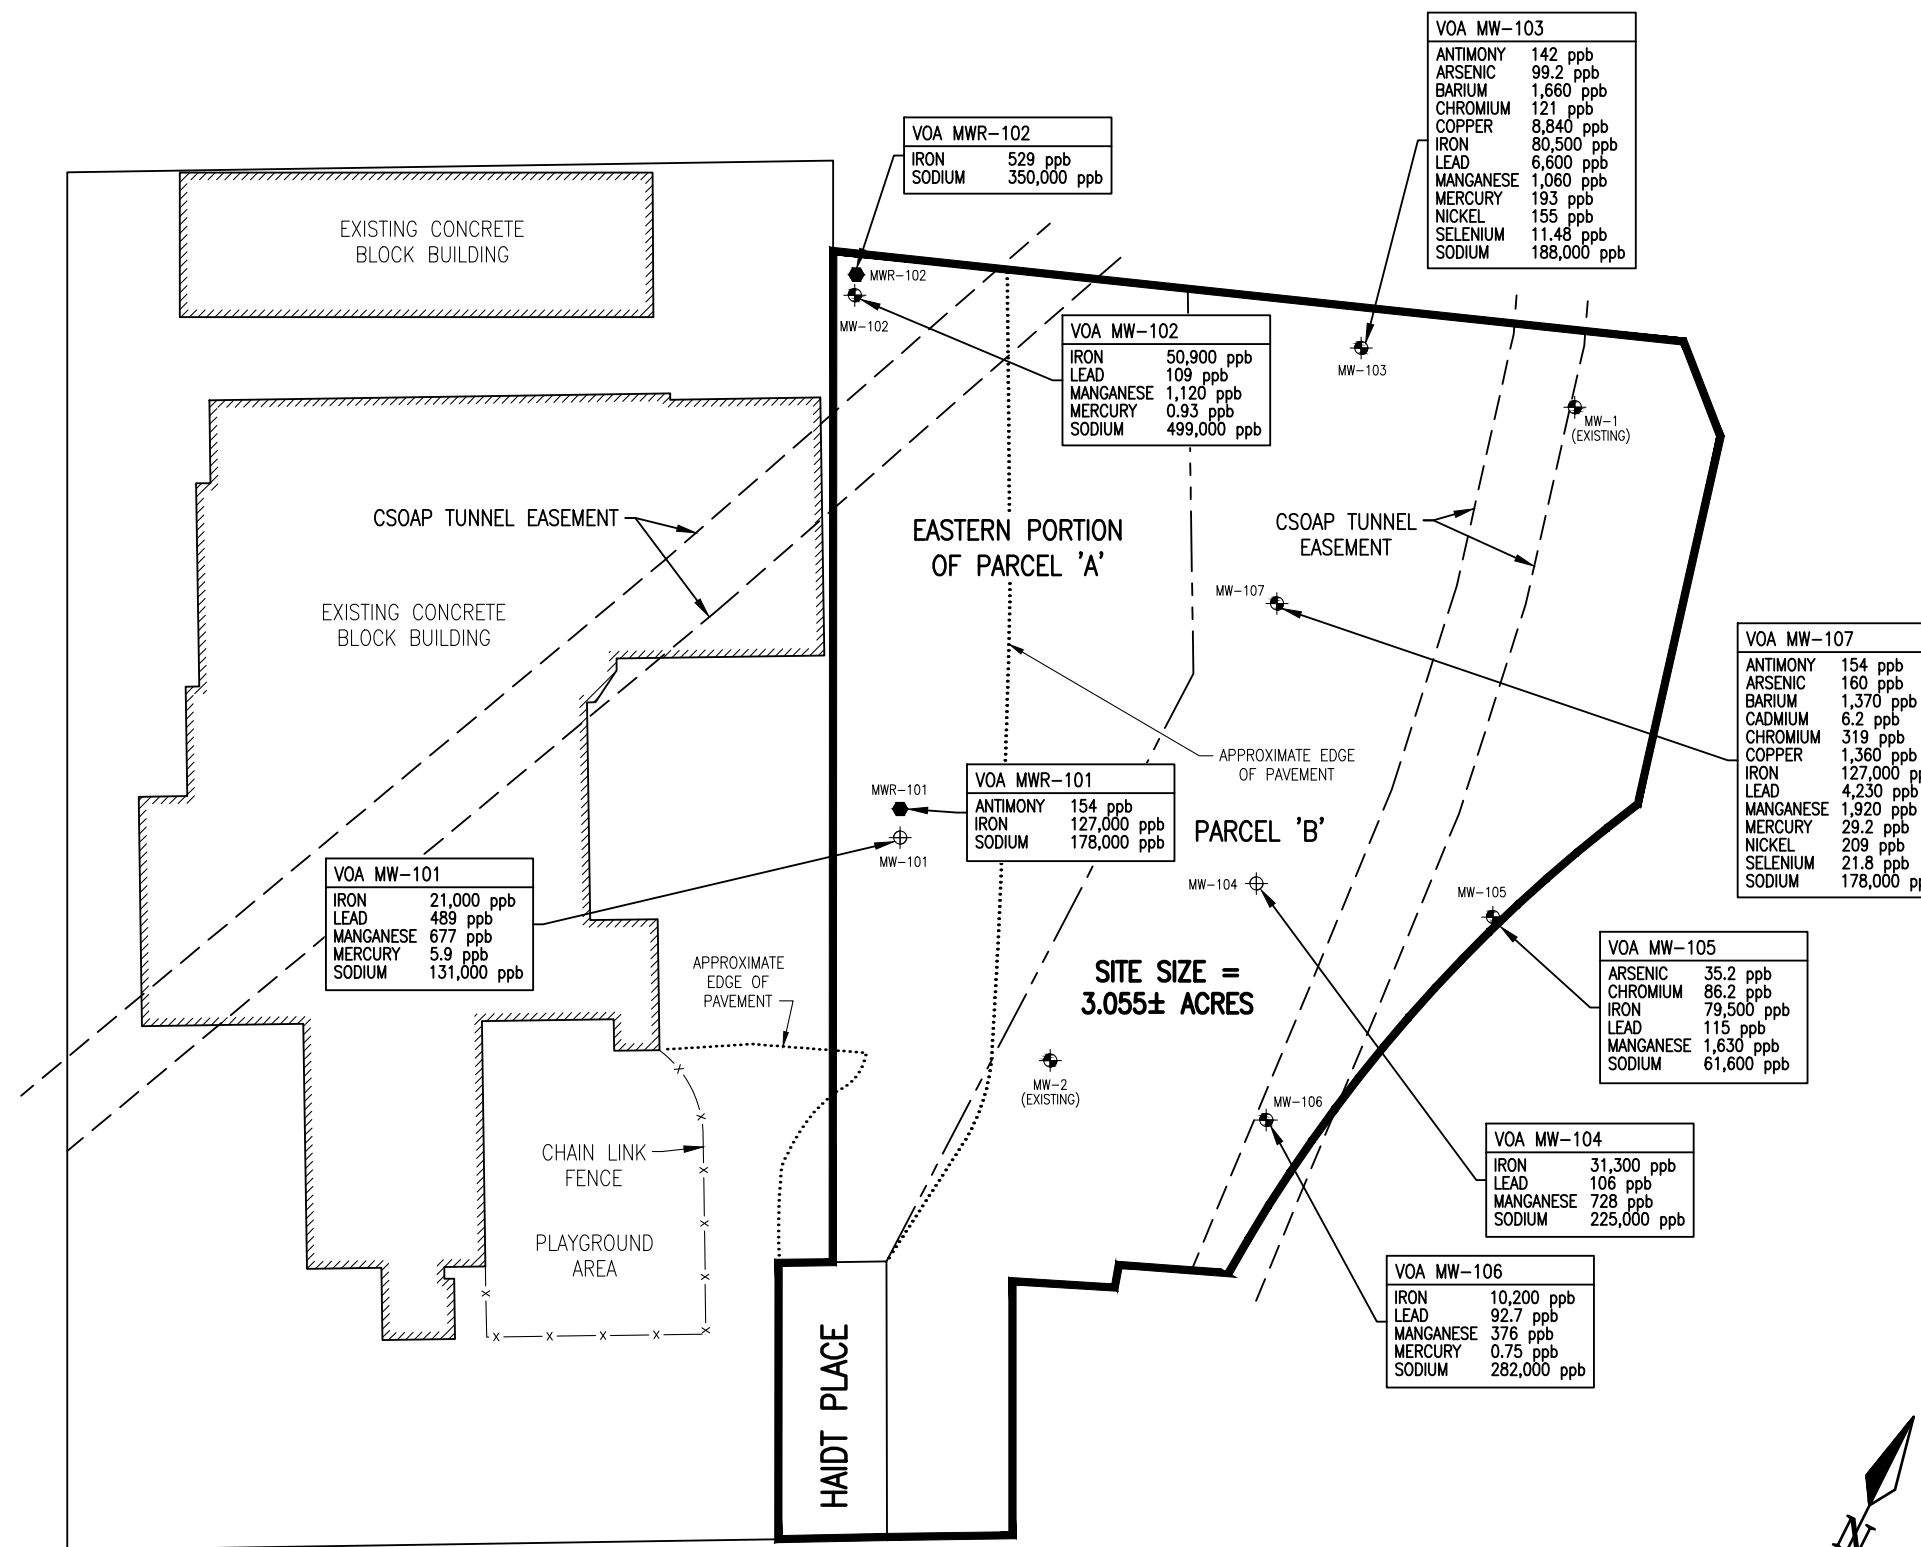 VOA MW-103
ANTIMONY 142 ppb
ARSENIC 99.2 ppb
BARIUM 1,660 ppb
CHROMIUM 121 ppb
COPPER 8,840 ppb
IRON 80,500 ppb
LEAD 6,600 ppb
MANGANESE 1,060 ppb
MERCURY 193 ppb
NICKEL 155 ppb
SELENIUM 11.48 ppb
SODIUM 188,000 ppb
VOA MWR-102
IRON 529 ppb
SODIUM 350,000 ppb
EXISTING CONCRETE
BLOCK BUILDING
MWR-102
MW-102
VOA MW-102
IRON 50,900 ppb
LEAD 109 ppb
MANGANESE 1,120 ppb
MERCURY 0.93 ppb
SODIUM 499,000 ppb
MW-103
MW-1
(EXISTING)
CSOAP TUNNEL EASEMENT
EASTERN PORTION
OF PARCEL 'A'
CSOAP TUNNEL
EASEMENT
EXISTING CONCRETE
BLOCK BUILDING
MW-107
VOA MW-107
ANTIMONY 154 ppb
ARSENIC 160 ppb
BARIUM 1,370 ppb
CADMIUM 6.2 ppb
CHROMIUM 319 ppb
COPPER 1,360 ppb
IRON 127,000 pp
LEAD 4,230 ppb
MANGANESE 1,920 ppb
MERCURY 29.2 ppb
NICKEL 209 ppb
SELENIUM 21.8 ppb
SODIUM 178,000 pp
APPROXIMATE EDGE
OF PAVEMENT
MWR-101
MW-101
VOA MWR-101
ANTIMONY 154 ppb
IRON 127,000 ppb
SODIUM 178,000 ppb
PARCEL 'B'
VOA MW-101
IRON 21,000 ppb
LEAD 489 ppb
MANGANESE 677 ppb
MERCURY 5.9 ppb
SODIUM 131,000 ppb
MW-104
MW-105
VOA MW-105
ARSENIC 35.2 ppb
CHROMIUM 86.2 ppb
IRON 79,500 ppb
LEAD 115 ppb
MANGANESE 1,630 ppb
SODIUM 61,600 ppb
APPROXIMATE
EDGE OF
PAVEMENT
SITE SIZE =
3.055± ACRES
MW-2
(EXISTING)
MW-106
VOA MW-104
IRON 31,300 ppb
LEAD 106 ppb
MANGANESE 728 ppb
SODIUM 225,000 ppb
CHAIN LINK
FENCE
PLAYGROUND
AREA
VOA MW-106
IRON 10,200 ppb
LEAD 92.7 ppb
MANGANESE 376 ppb
MERCURY 0.75 ppb
SODIUM 282,000 ppb
HAIDT PLACE
N